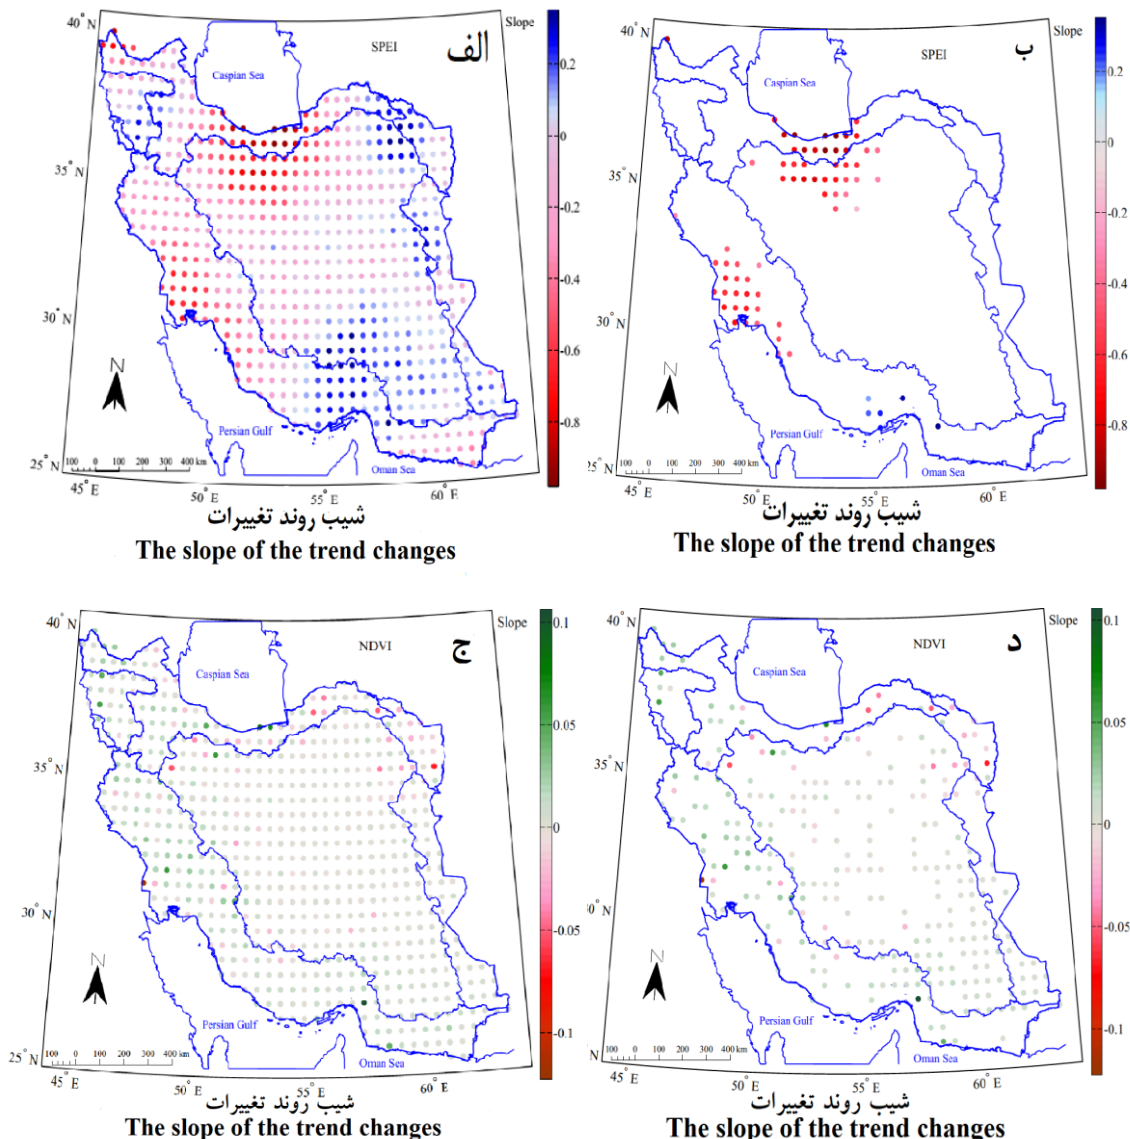 40° N
SPEI
الف
Slope
Caspian Sea
0.2
0
35° N
-0.2
-0.4
30° N
-0.6
N
-0.8
Persian Gulf
Oman Sea
25° N
100 0 100 200 300 400 km
45° E
50° E
55° E
60° E
شیب روند تغییرات
The slope of the trend changes
40° N
SPEI
ب
Slope
Caspian Sea
0.2
0
35° N
-0.2
-0.4
30° N
-0.6
N
-0.8
Persian Gulf
Oman Sea
25° N
100 0 100 200 300 400 km
45° E
50° E
55° E
60° E
شیب روند تغییرات
The slope of the trend changes
40° N
NDVI
ج
Slope
Caspian Sea
0.1
0.05
35° N
0
30° N
-0.05
N
-0.1
Persian Gulf
Oman Sea
25° N
100 0 100 200 300 400 km
45° E
50° E
55° E
60° E
شیب روند تغییرات
The slope of the trend changes
40° N
NDVI
د
Slope
Caspian Sea
0.1
0.05
35° N
0
0° N
-0.05
N
-0.1
Persian Gulf
Oman Sea
N
100 0 100 200 300 400 km
45° E
50° E
55° E
60° E
شیب روند تغییرات
The slope of the trend changes